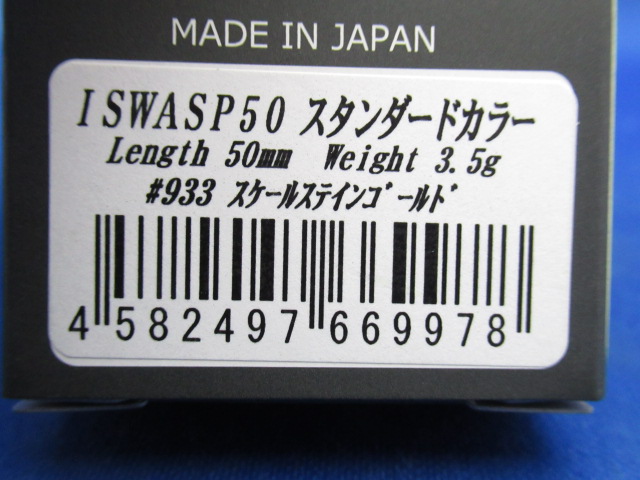 MADE IN JAPAN
ISWASP50 スタンダードカラー
Length 50mm Weight 3.5g
#933 スケールステインゴールド
4 582497 669978